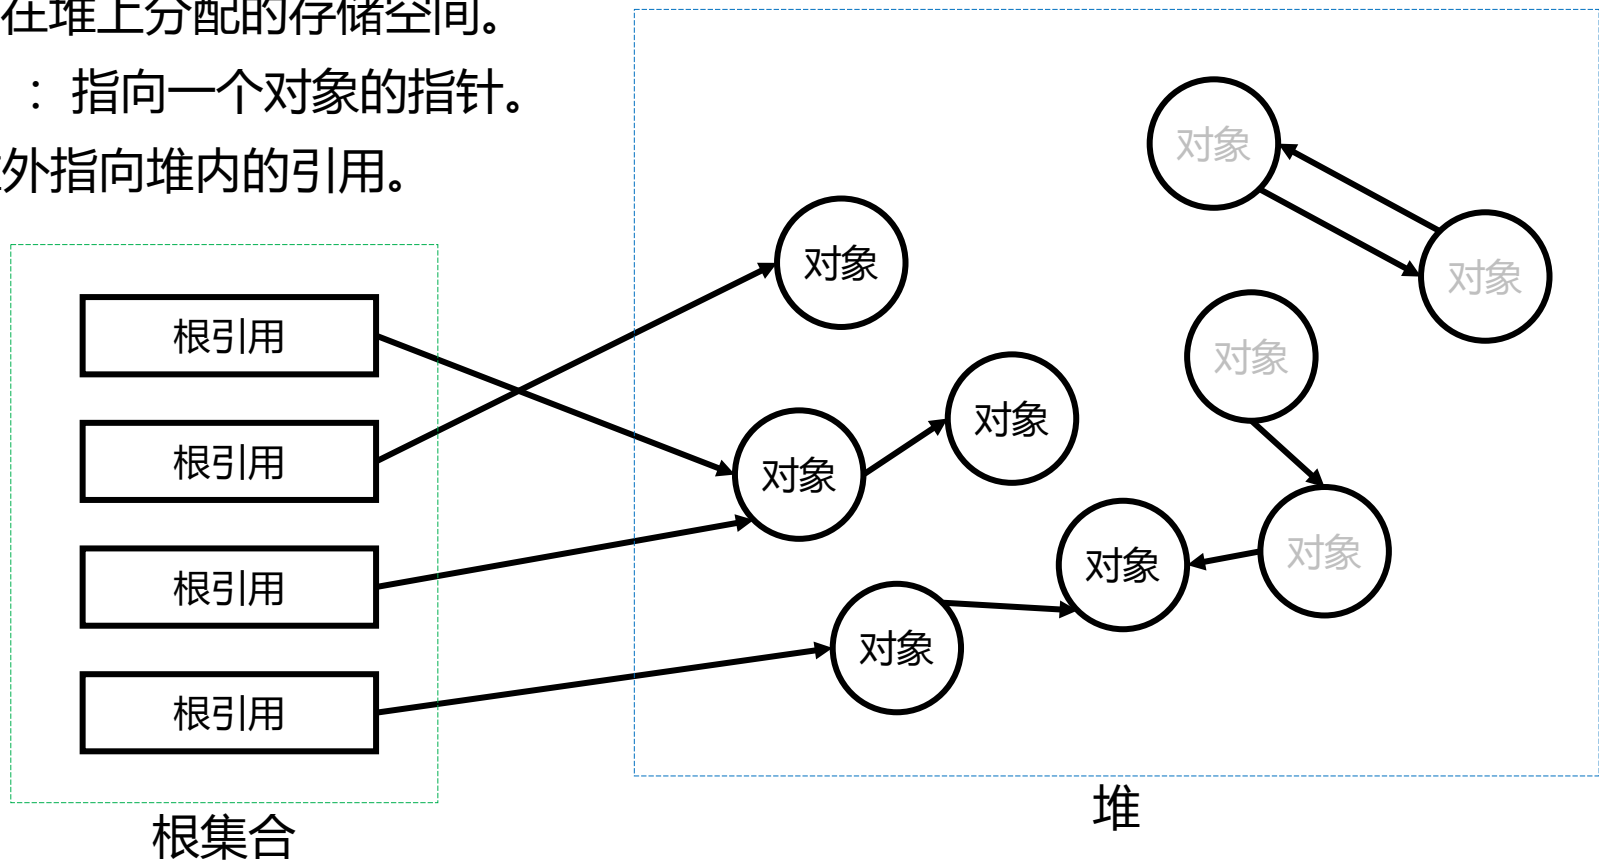 在堆上分配的存储空间。
：指向一个对象的指针。
外指向堆内的引用。
对象
对象
对象
对象
根引用
对象
对象
根引用
对象
对象
对象
根引用
对象
根引用
堆
根集合